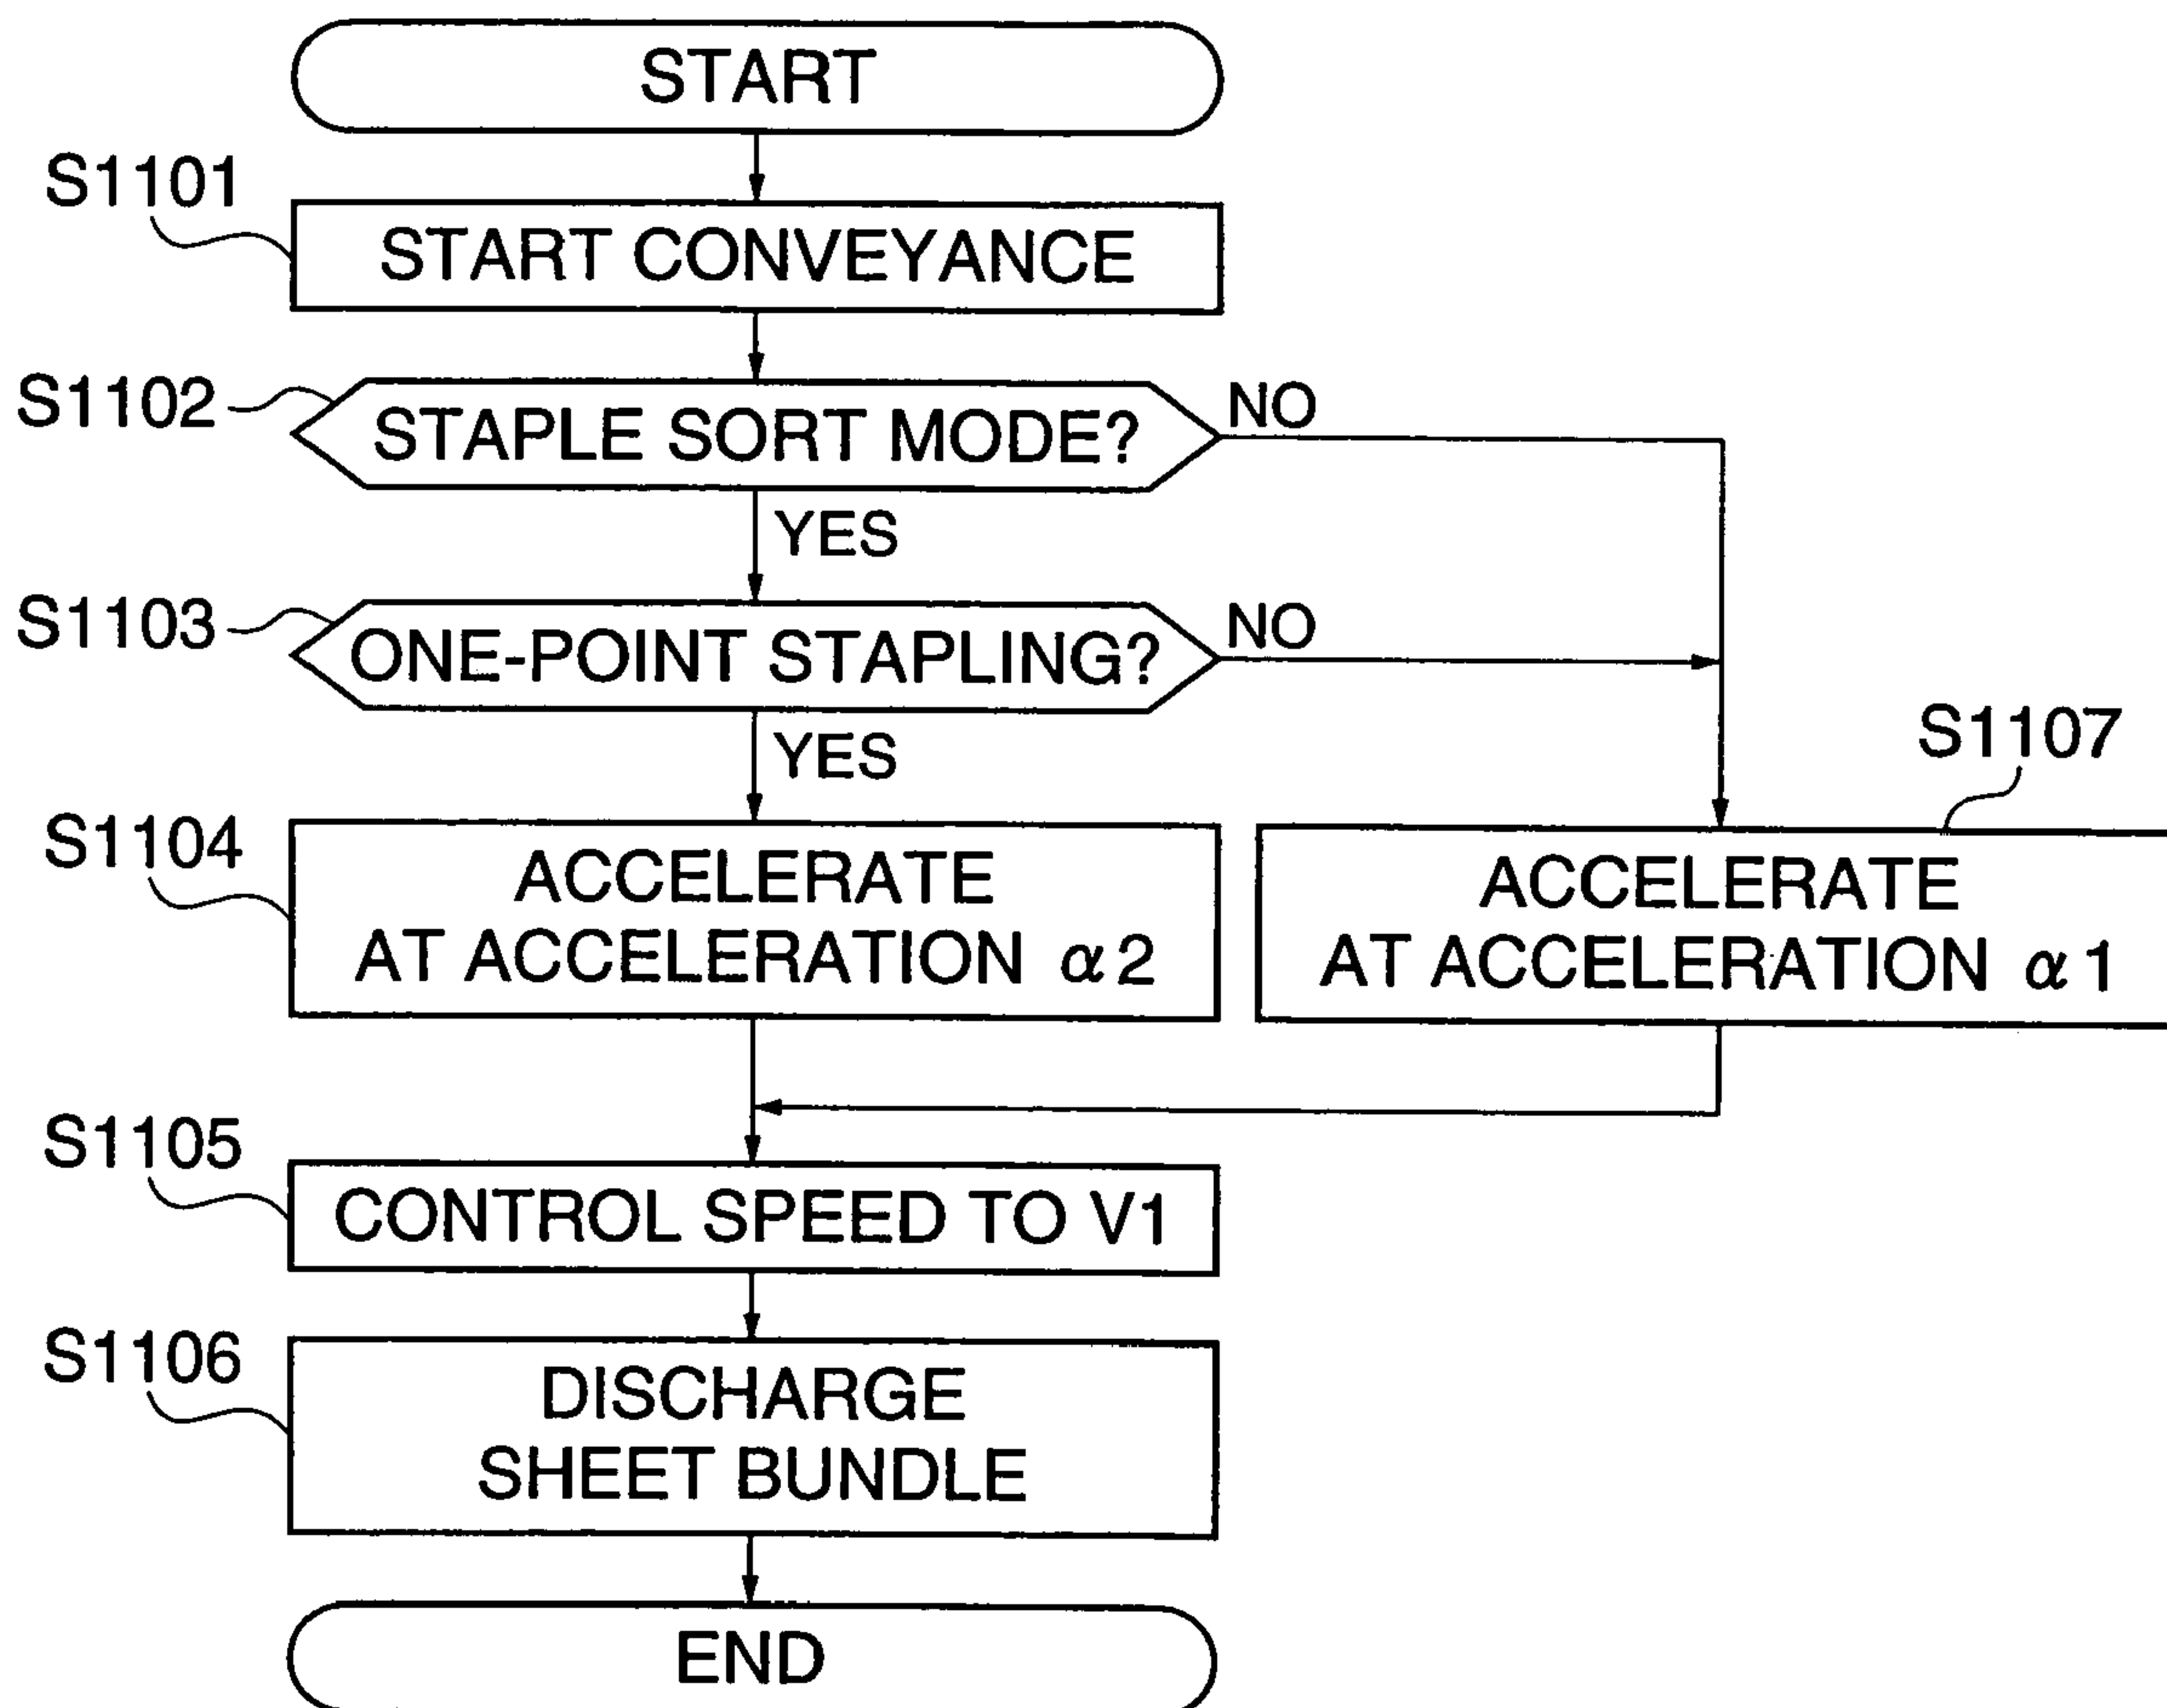 START
S1101
START CONVEYANCE
S1102
STAPLE SORT MODE?
NO
YES
S1103
ONE-POINT STAPLING?
NO
YES
S1104
ACCELERATE
AT ACCELERATION α2
S1107
ACCELERATE
AT ACCELERATION α1
S1105
CONTROL SPEED TO V1
S1106
DISCHARGE
SHEET BUNDLE
END